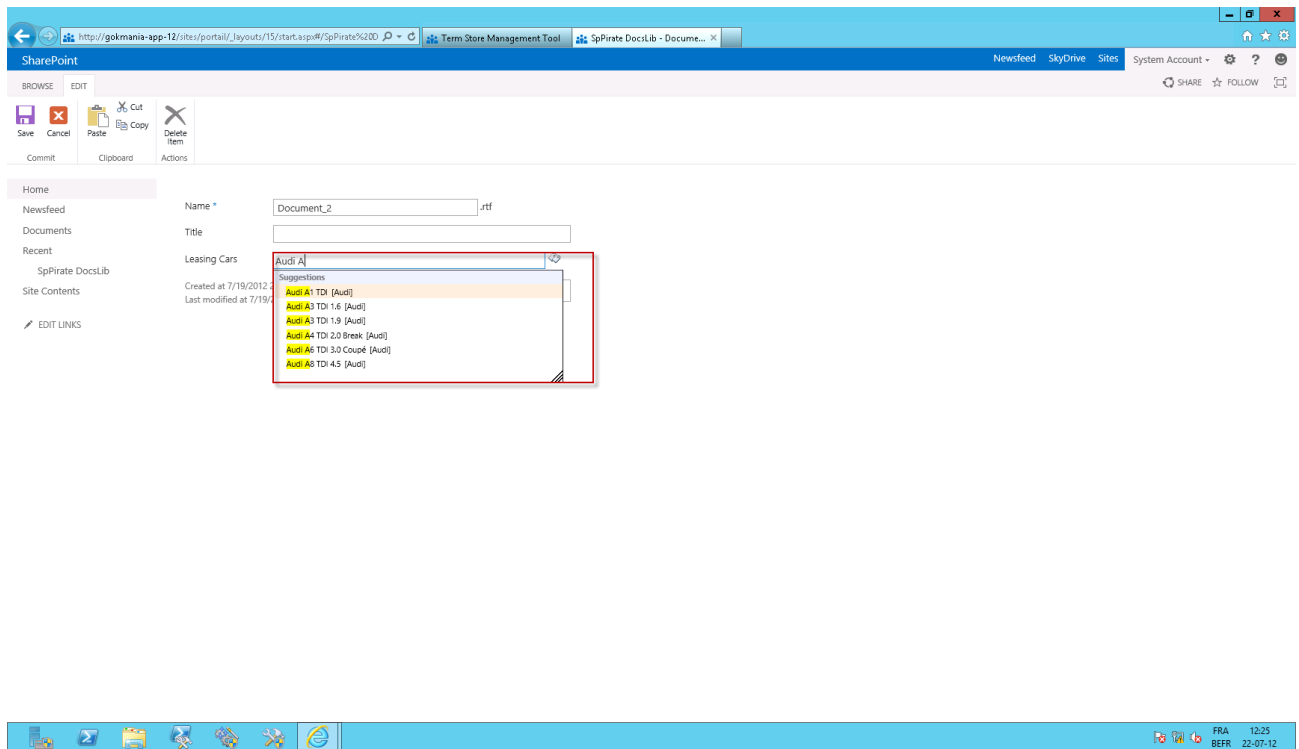 http://gokmania-app-12/sites/portail/_layouts/15/start.aspx#/SpPirate%20D
Term Store Management Tool
SpPirate DocsLib - Docume...
SharePoint
Newsfeed SkyDrive Sites System Account
BROWSE EDIT
SHARE FOLLOW
Save Cancel Paste Cut Copy Delete Item
Commit Clipboard Actions
Home
Newsfeed
Documents
Recent
SpPirate DocsLib
Site Contents
EDIT LINKS
Name * Document_2 .rtf
Title
Leasing Cars Audi A
Created at 7/19/2012 2
Last modified at 7/19/2
Suggestions
Audi A1 TDI [Audi]
Audi A3 TDI 1.6 [Audi]
Audi A3 TDI 1.9 [Audi]
Audi A4 TDI 2.0 Break [Audi]
Audi A6 TDI 3.0 Coupé [Audi]
Audi A8 TDI 4.5 [Audi]
FRA 12:25
BEFR 22-07-12